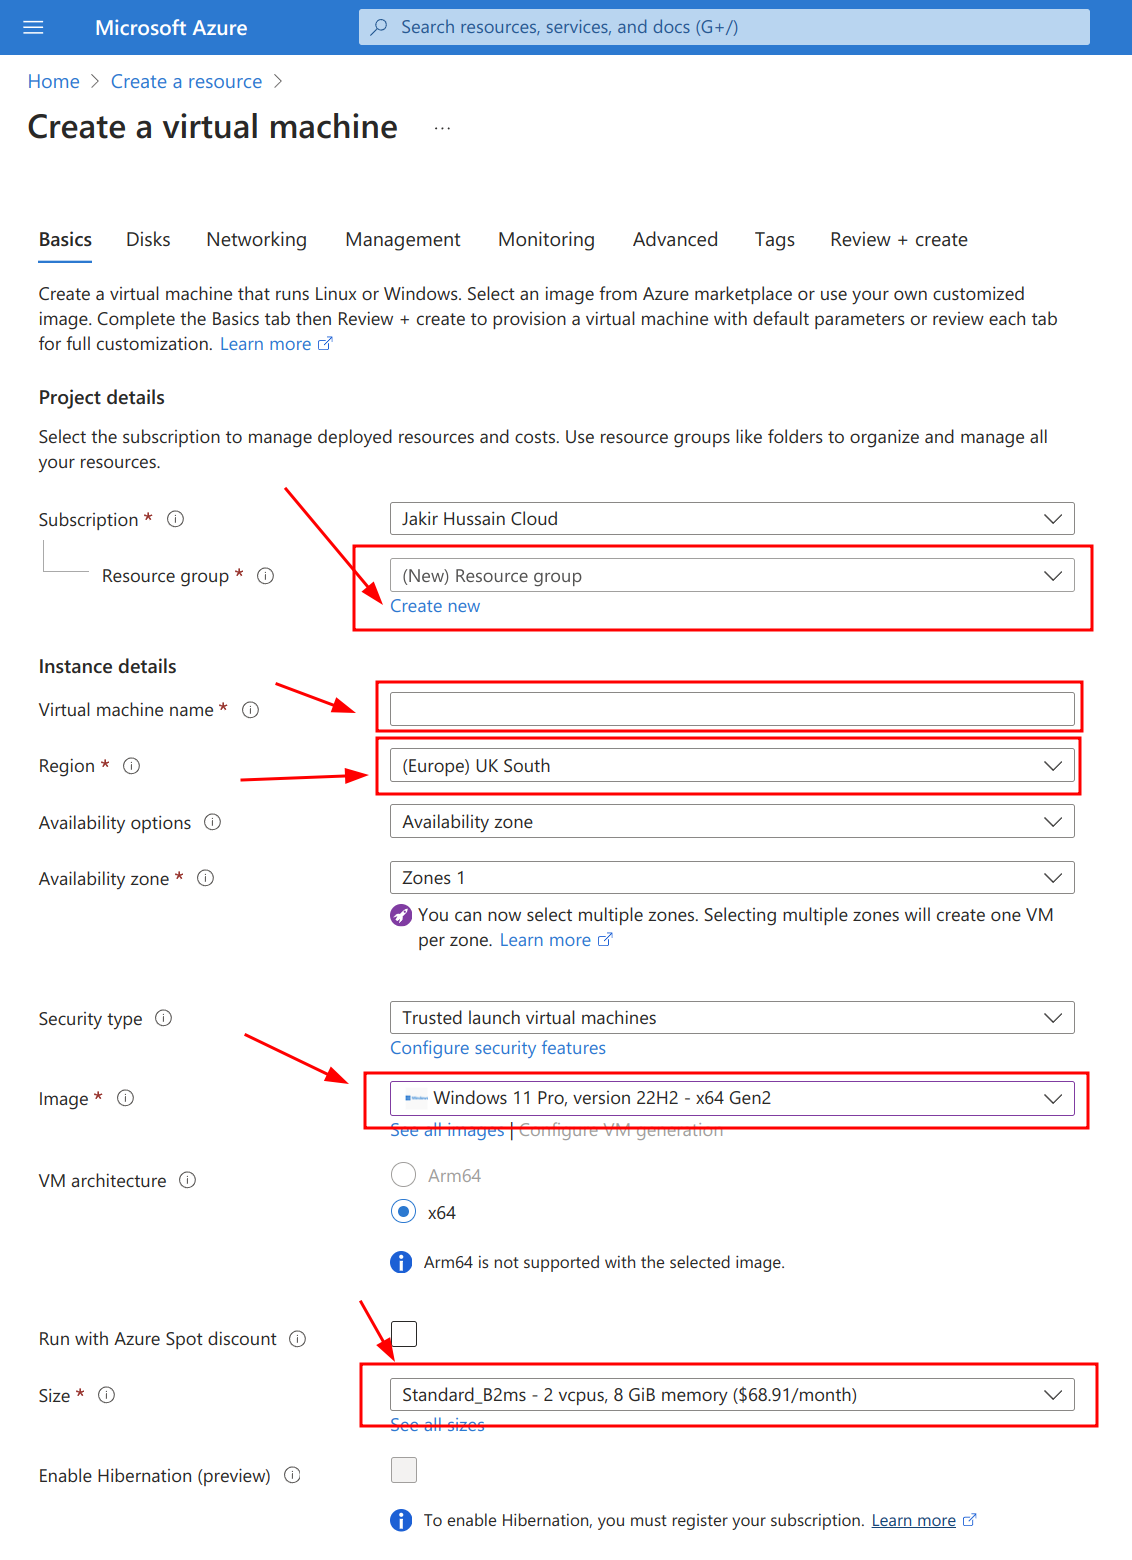 Microsoft Azure
Search resources, services, and docs (G+/)
Home > Create a resource >
Create a virtual machine ...
Basics Disks Networking Management Monitoring Advanced Tags Review + create
Create a virtual machine that runs Linux or Windows. Select an image from Azure marketplace or use your own customized
image. Complete the Basics tab then Review + create to provision a virtual machine with default parameters or review each tab
for full customization. Learn more
Project details
Select the subscription to manage deployed resources and costs. Use resource groups like folders to organize and manage all
your resources.
Subscription * Jakir Hussain Cloud
Resource group * (New) Resource group
Create new
Instance details
Virtual machine name *
Region * (Europe) UK South
Availability options Availability zone
Availability zone * Zones 1
You can now select multiple zones. Selecting multiple zones will create one VM
per zone. Learn more
Security type Trusted launch virtual machines
Configure security features
Image * Windows 11 Pro, version 22H2 - x64 Gen2
See all images | Configure VM generation
VM architecture Arm64
x64
Arm64 is not supported with the selected image.
Run with Azure Spot discount
Size * Standard_B2ms - 2 vcpus, 8 GiB memory ($68.91/month)
See all sizes
Enable Hibernation (preview)
To enable Hibernation, you must register your subscription. Learn more